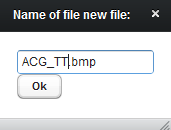 Name of file new file: ×
ACG_TT.bmp
Ok